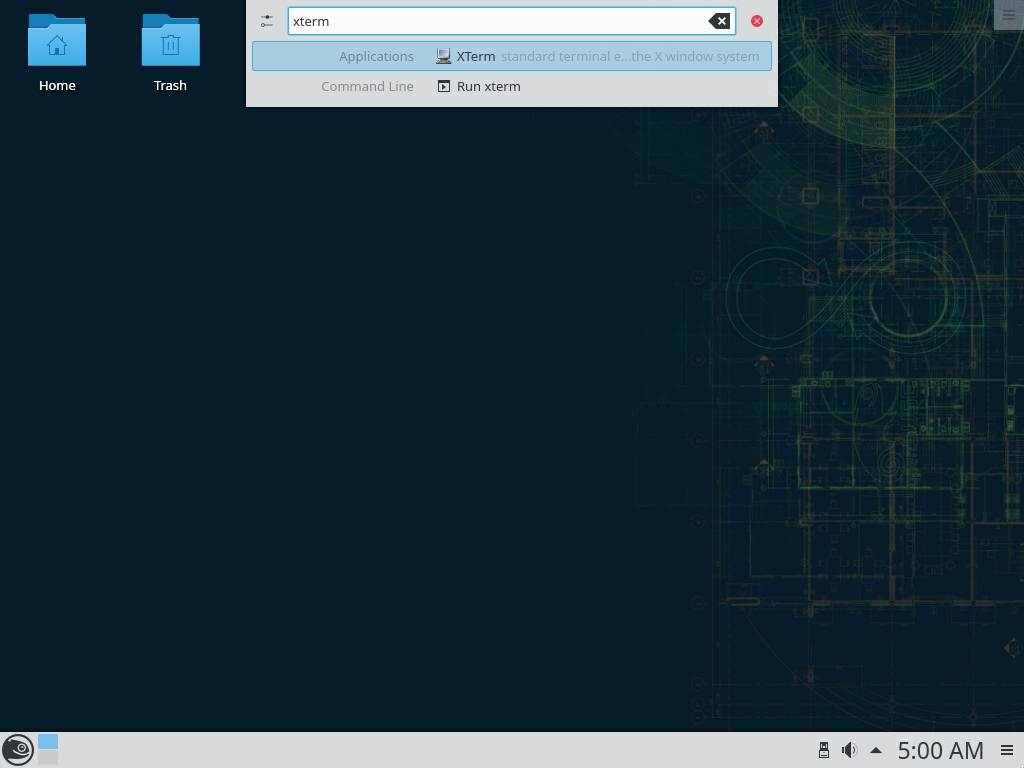 xterm
Applications XTerm standard terminal e...the X window system
Command Line Run xterm
Home
Trash
5:00 AM